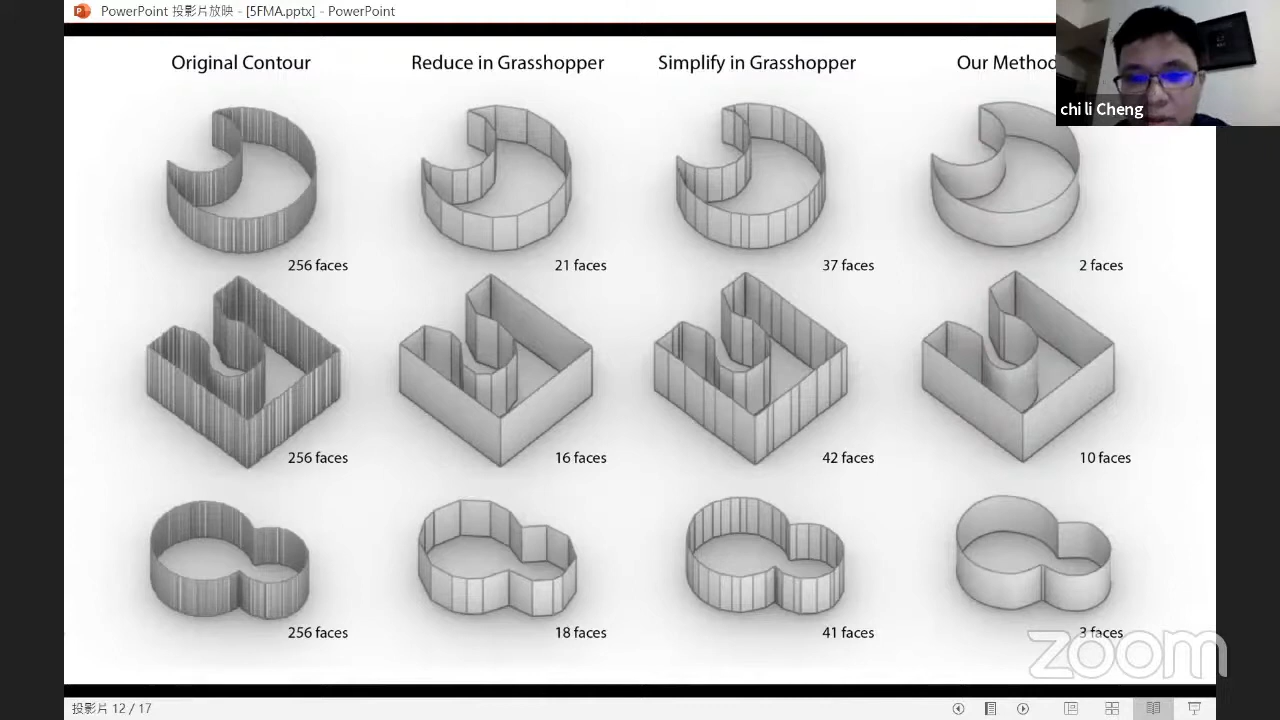 PowerPoint 投影片放映 - [5FMA.pptx] - PowerPoint
Original Contour
Reduce in Grasshopper
Simplify in Grasshopper
Our Method
chi li Cheng
256 faces
21 faces
37 faces
2 faces
256 faces
16 faces
42 faces
10 faces
256 faces
18 faces
41 faces
3 faces
zoom
投影片 12 / 17